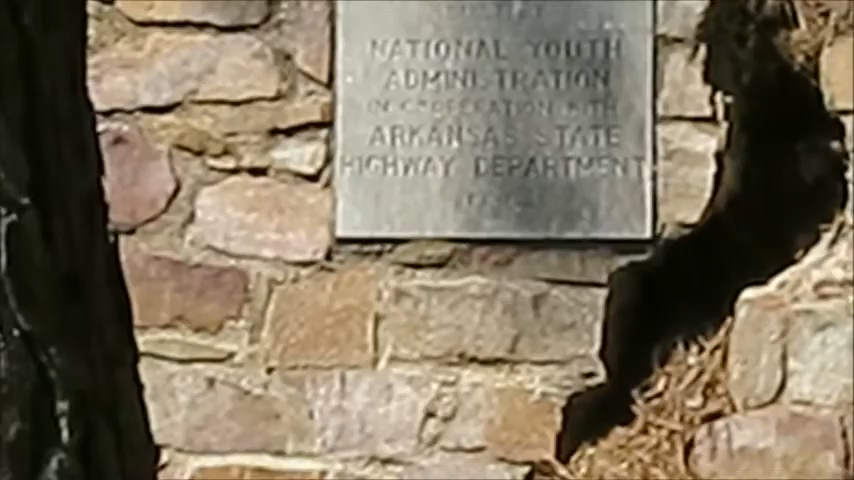 NATIONAL YOUTH
ADMINISTRATION
IN COOPERATION WITH
ARKANSAS STATE
HIGHWAY DEPARTMENT